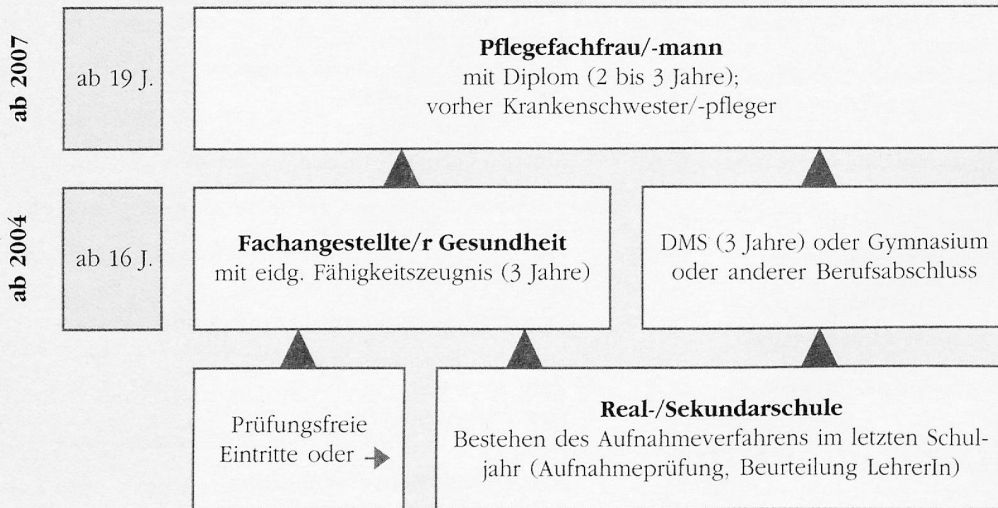 ab 2007
ab 19 J.
Pflegefachfrau/-mann
mit Diplom (2 bis 3 Jahre);
vorher Krankenschwester/-pfleger
ab 2004
ab 16 J.
Fachangestellte/r Gesundheit
mit eidg. Fähigkeitszeugnis (3 Jahre)
DMS (3 Jahre) oder Gymnasium
oder anderer Berufsabschluss
Prüfungsfreie
Eintritte oder
Real-/Sekundarschule
Bestehen des Aufnahmeverfahrens im letzten Schul-
jahr (Aufnahmeprüfung, Beurteilung LehrerIn)